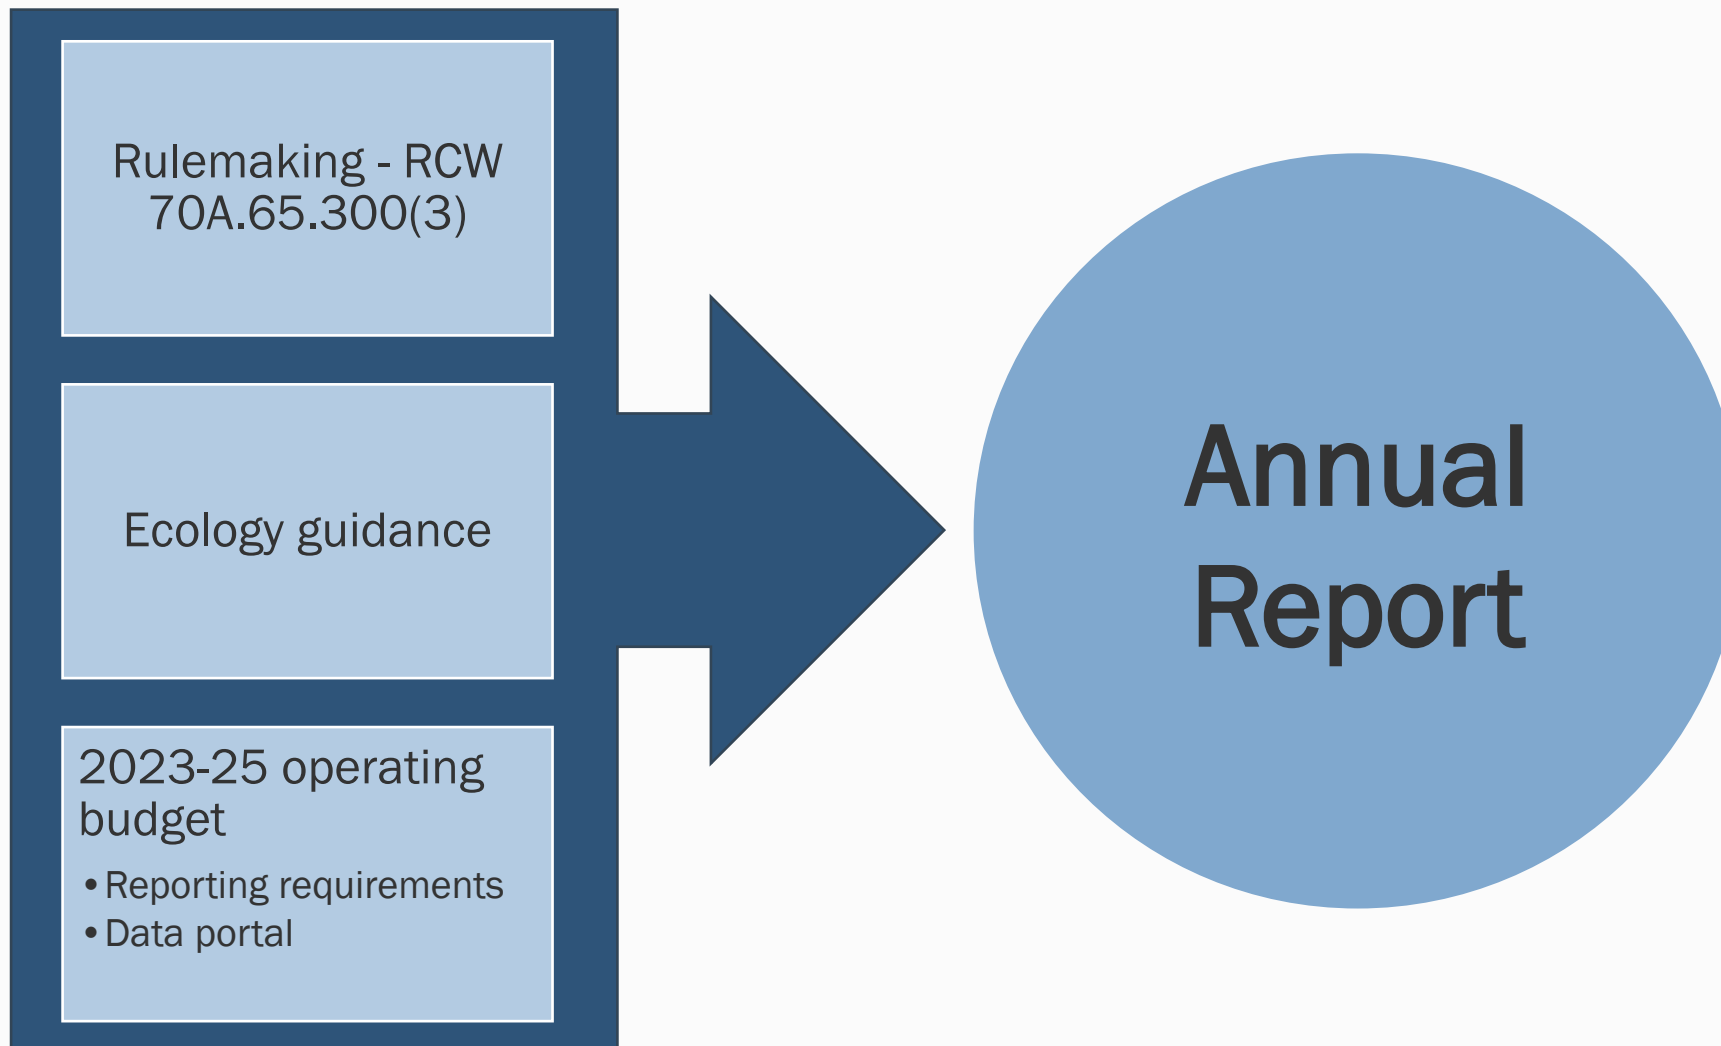 Rulemaking - RCW
70A.65.300(3)
Ecology guidance
2023-25 operating
budget
• Reporting requirements
• Data portal
Annual
Report